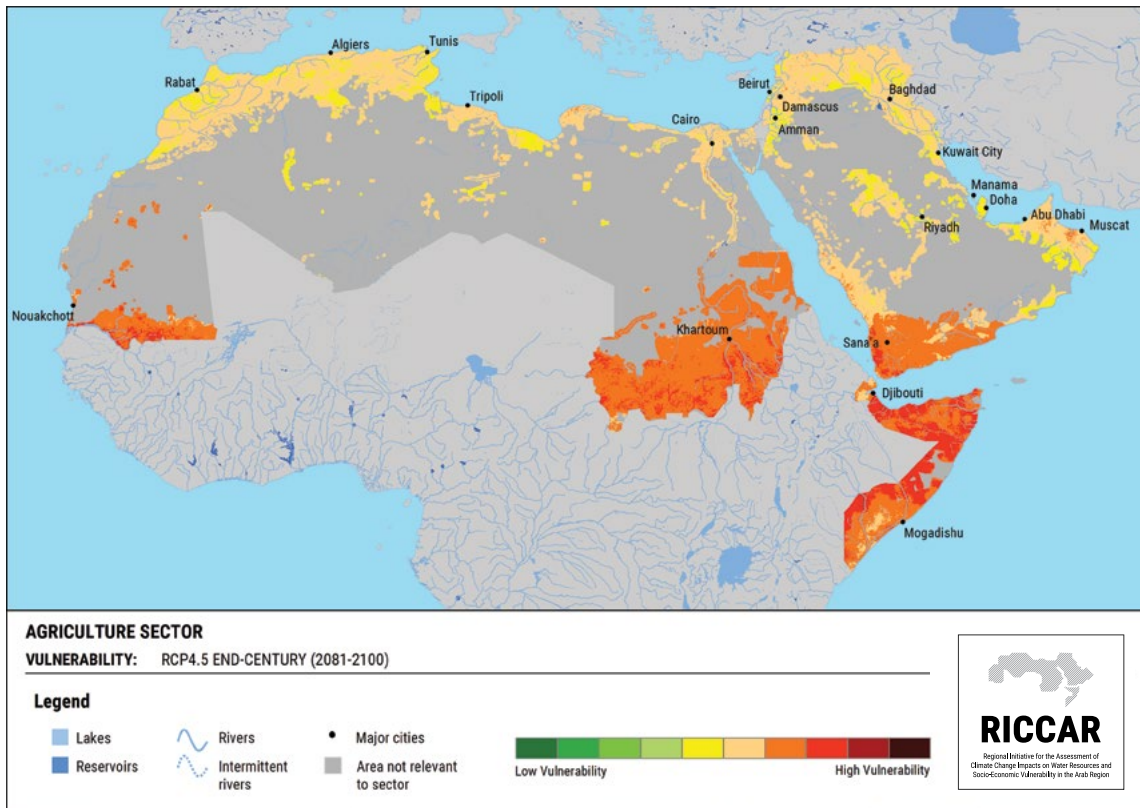 Algiers
Tunis
Rabat
Tripoli
Beirut
Damascus
Baghdad
Cairo
Amman
Kuwait City
Manama
Doha
Abu Dhabi
Muscat
Riyadh
Nouakchott
Khartoum
Sana'a
Djibouti
Mogadishu
AGRICULTURE SECTOR
VULNERABILITY: RCP4.5 END-CENTURY (2081-2100)
Legend
Lakes
Reservoirs
Rivers
Intermittent
rivers
Major cities
Area not relevant
to sector
Low Vulnerability
High Vulnerability
RICCAR
Regional Initiative for the Assessment of
Climate Change Impacts on Water Resources and
Socio-Economic Vulnerability in the Arab Region